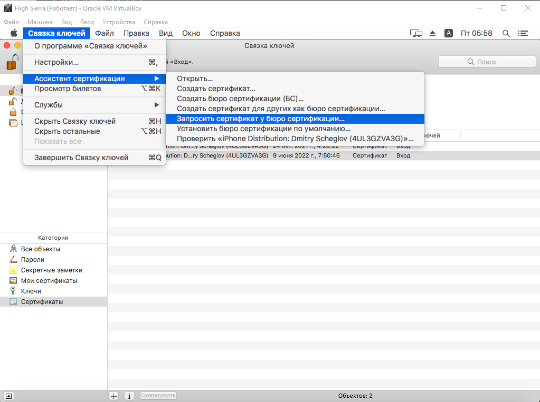 High Sierra [Работает] - Oracle VM VirtualBox
Файл Машина Вид Ввод Устройства Справка
Связка ключей Файл Правка Вид Окно Справка A Пт 06:58
О программе «Связка ключей»
Настройки... ⌘,
Ассистент сертификации
Просмотр билетов ⌥⌘K
Службы
Скрыть Связку ключей ⌘H
Скрыть остальные ⌥⌘H
Показать все
Завершить Связку ключей ⌘Q
Связка ключей
«Вход».
Поиск
Открыть...
Создать сертификат...
Создать бюро сертификации (БС)...
Создать сертификат для других как бюро сертификации...
Запросить сертификат у бюро сертификации...
Установить бюро сертификации по умолчанию...
Проверить «iPhone Distribution: Dmitry Scheglov (4UL3GZVA3G)»...
ключей
Сертификат Вход
tion: D...ry Scheglov (4UL3GZVA3G) 9 июня 2022 г., 7:50:46 Сертификат Вход
Категория
Все объекты
Пароли
Секретные заметки
Мои сертификаты
Ключи
Сертификаты
+ i Скопировать Объектов: 2